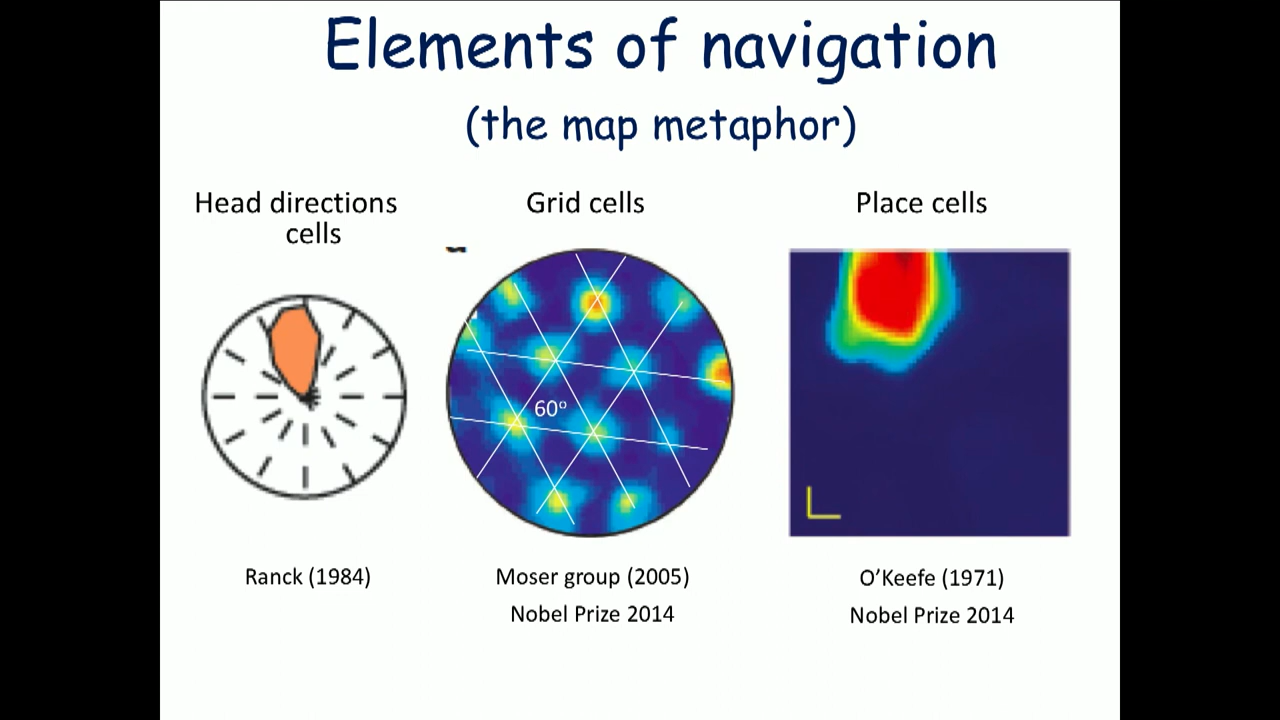 Elements of navigation
(the map metaphor)
Head directions
cells
Grid cells
Place cells
60º
Ranck (1984)
Moser group (2005)
Nobel Prize 2014
O’Keefe (1971)
Nobel Prize 2014